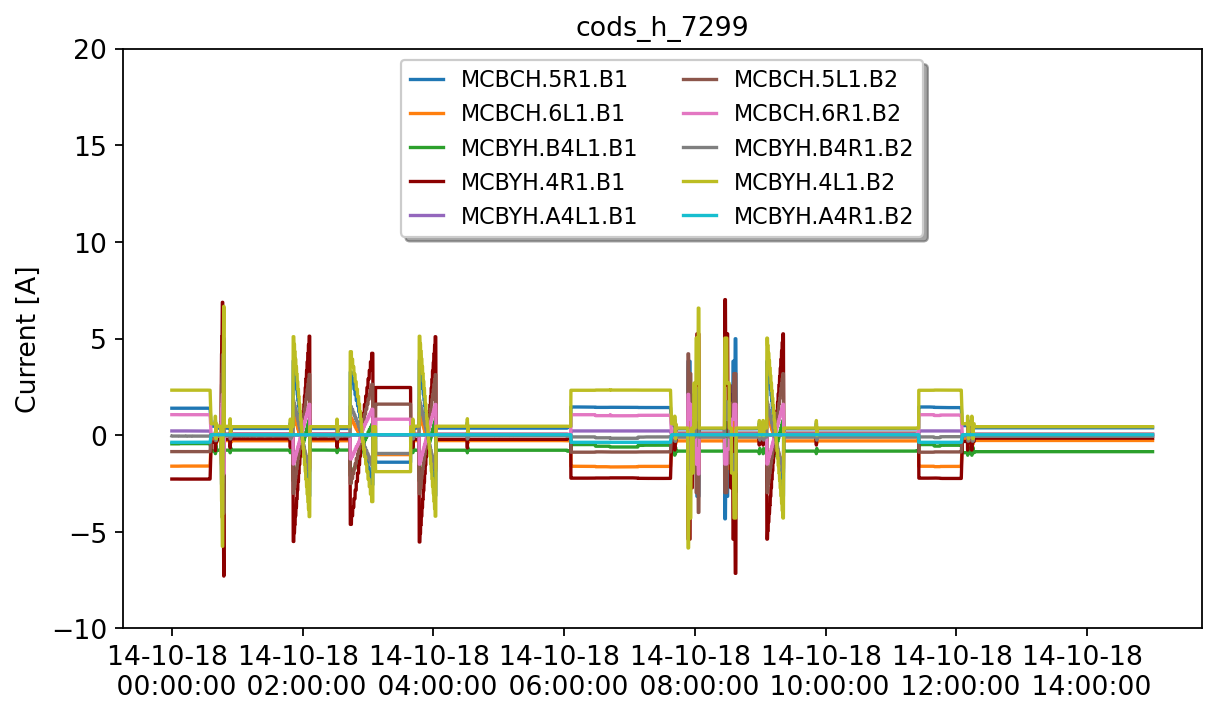 cods_h_7299
Current [A]
20
15
10
5
0
−5
−10
MCBCH.5R1.B1
MCBCH.6L1.B1
MCBYH.B4L1.B1
MCBYH.4R1.B1
MCBYH.A4L1.B1
MCBCH.5L1.B2
MCBCH.6R1.B2
MCBYH.B4R1.B2
MCBYH.4L1.B2
MCBYH.A4R1.B2
14-10-18 14-10-18 14-10-18 14-10-18 14-10-18 14-10-18 14-10-18 14-10-18
00:00:00 02:00:00 04:00:00 06:00:00 08:00:00 10:00:00 12:00:00 14:00:00